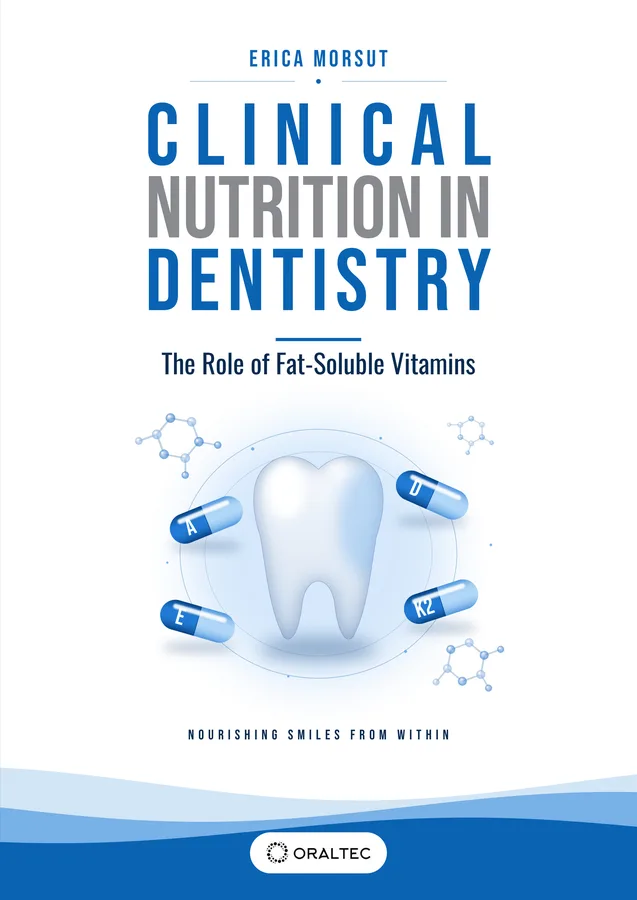 ERICA MORSUT
CLINICAL
NUTRITION IN
DENTISTRY
The Role of Fat-Soluble Vitamins
A
D
E
K2
NOURISHING SMILES FROM WITHIN
ORALTEC